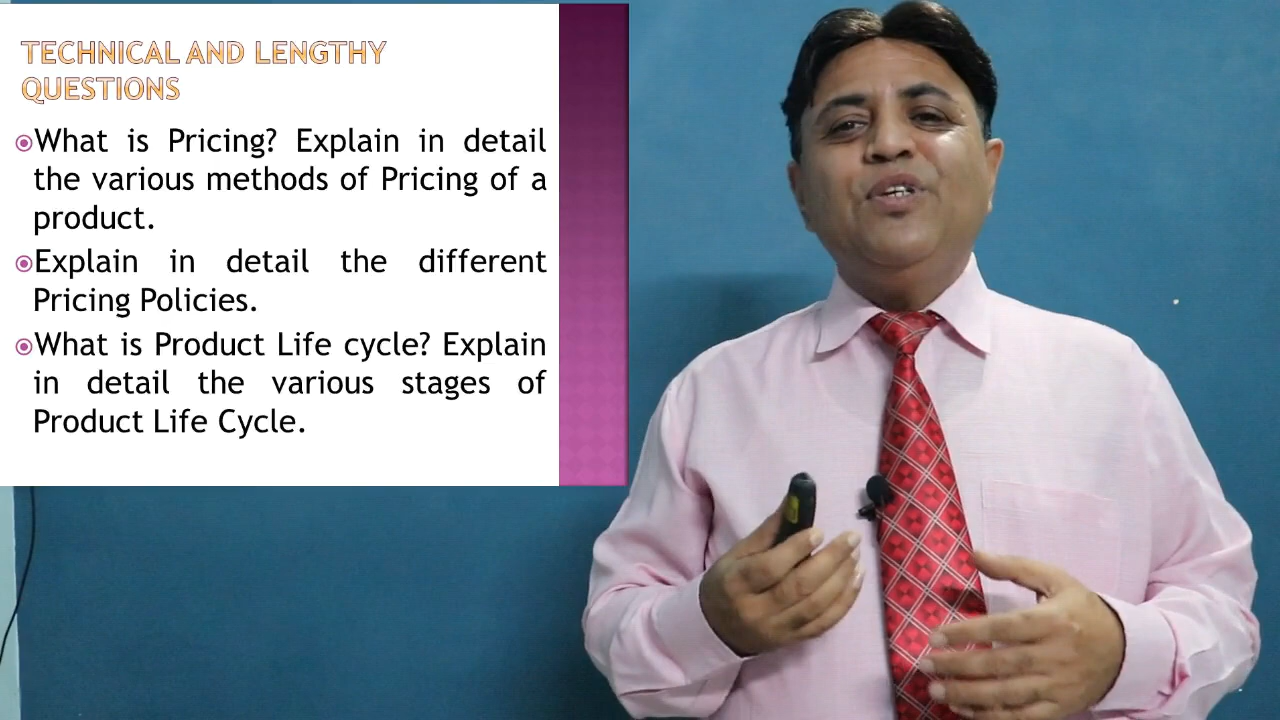 TECHNICAL AND LENGTHY
QUESTIONS
What is Pricing? Explain in detail
the various methods of Pricing of a
product.
Explain in detail the different
Pricing Policies.
What is Product Life cycle? Explain
in detail the various stages of
Product Life Cycle.